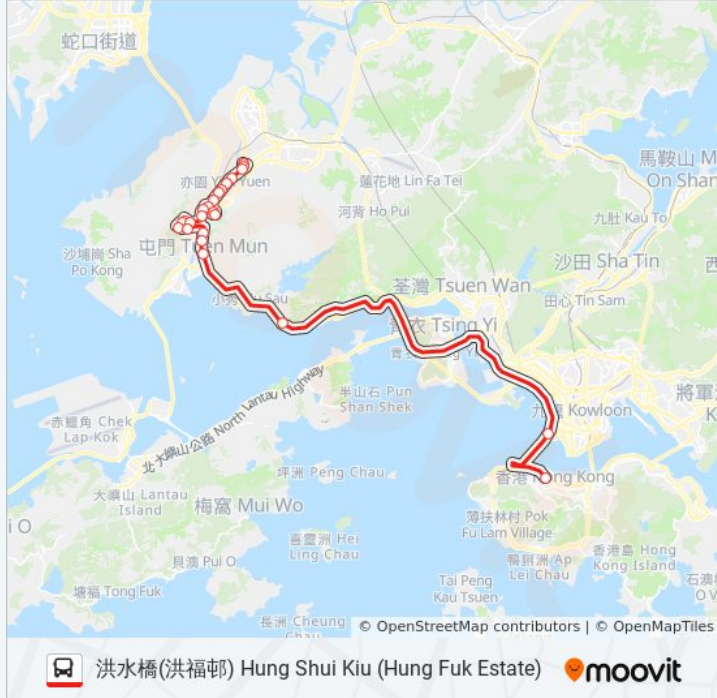 蛇口街道
馬鞍山 M
On Shan
亦園 Y Yuen
蓮花地 Lin Fa Tei
河背 Ho Pui
九肚 Kau To
沙埔崗 Sha
Po Kong
屯門 Tuen Mun
沙田 Sha Tin
西
荃灣 Tsuen Wan
田心 Tin Sam
Sau
青衣 Tsing Yi
赤鱲角 Chek
Lap Kok
北大嶼山公路 North Lantau Highway
半山石 Pun
Shan Shek
九龍 Kowloon
將軍
K
坪洲 Peng Chau
香港 Hong Kong
大嶼山 Lantau
Island
梅窩 Mui Wo
i O
薄扶林村 Pok
Fu Lam Village
喜靈洲 Hei
Ling Chau
鴨脷洲 Ap
Lei Chau
香港島 Hong
Kong Island
貝澳 Pui O
塘福 Tong Fuk
Tai Peng
Kau Tsuen
石澳
O V
長洲 Cheung
Chau
© OpenStreetMap contributors | © OpenMapTiles
洪水橋(洪福邨) Hung Shui Kiu (Hung Fuk Estate)
moovit